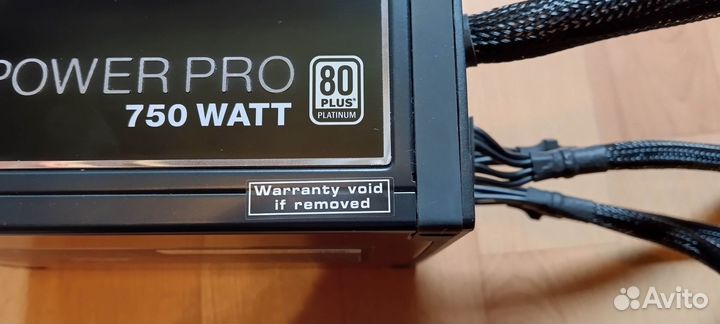 POWER PRO
750 WATT
80
PLUS®
PLATINUM
Warranty void
if removed
Avito